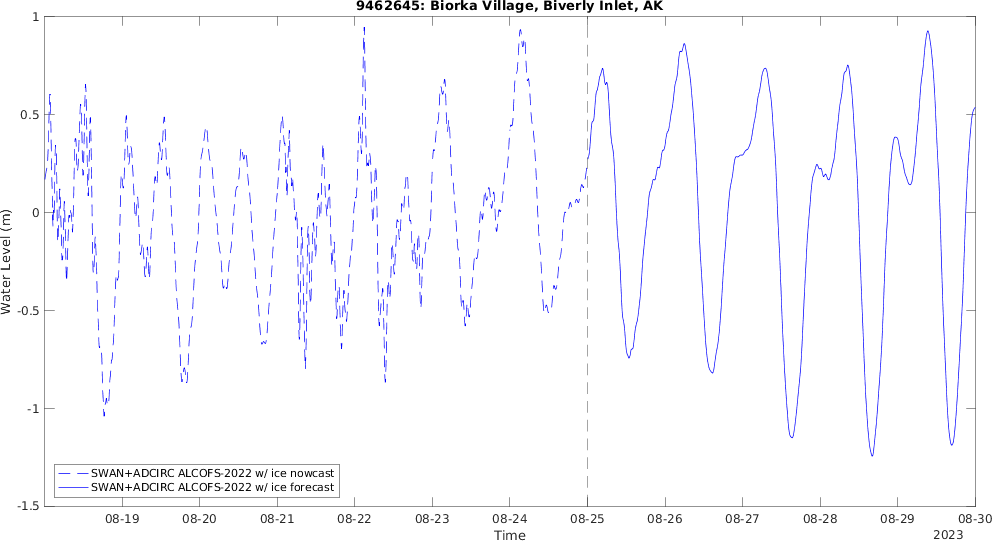 9462645: Biorka Village, Biverly Inlet, AK
1
0.5
0
-0.5
-1
-1.5
Water Level (m)
SWAN+ADCIRC ALCOFS-2022 w/ ice nowcast
SWAN+ADCIRC ALCOFS-2022 w/ ice forecast
08-19 08-20 08-21 08-22 08-23 08-24 08-25 08-26 08-27 08-28 08-29 08-30
Time
2023